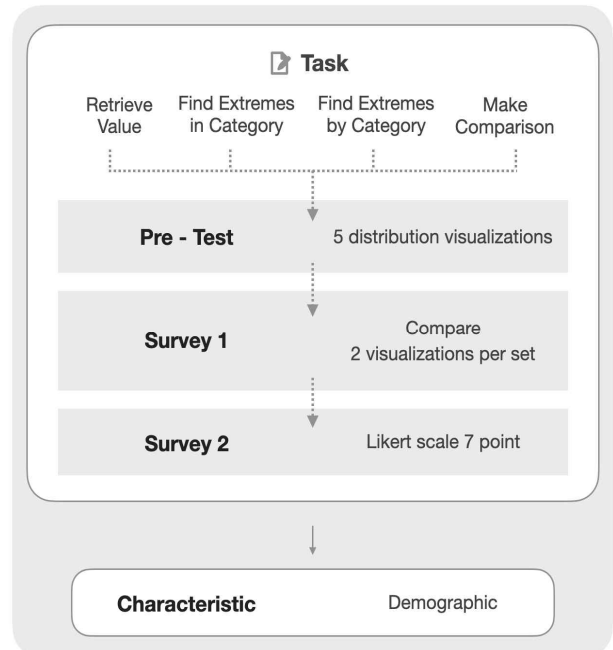 Task
Retrieve
Value
Find Extremes
in Category
Find Extremes
by Category
Make
Comparison
Pre - Test
5 distribution visualizations
Survey 1
Compare
2 visualizations per set
Survey 2
Likert scale 7 point
Characteristic
Demographic